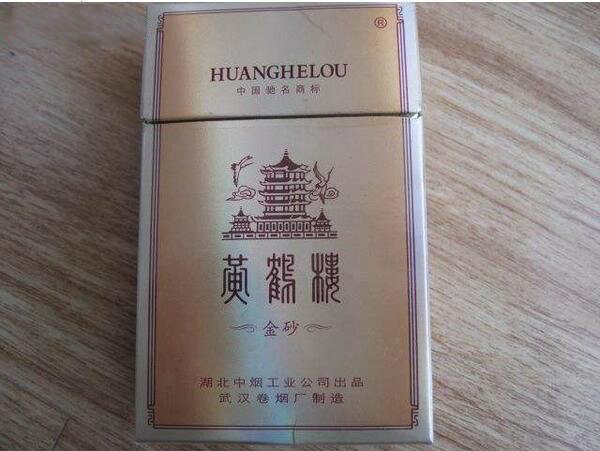 ®
HUANGHELOU
中国驰名商标
黄鹤楼
金砂
湖北中烟工业公司出品
武汉卷烟厂制造